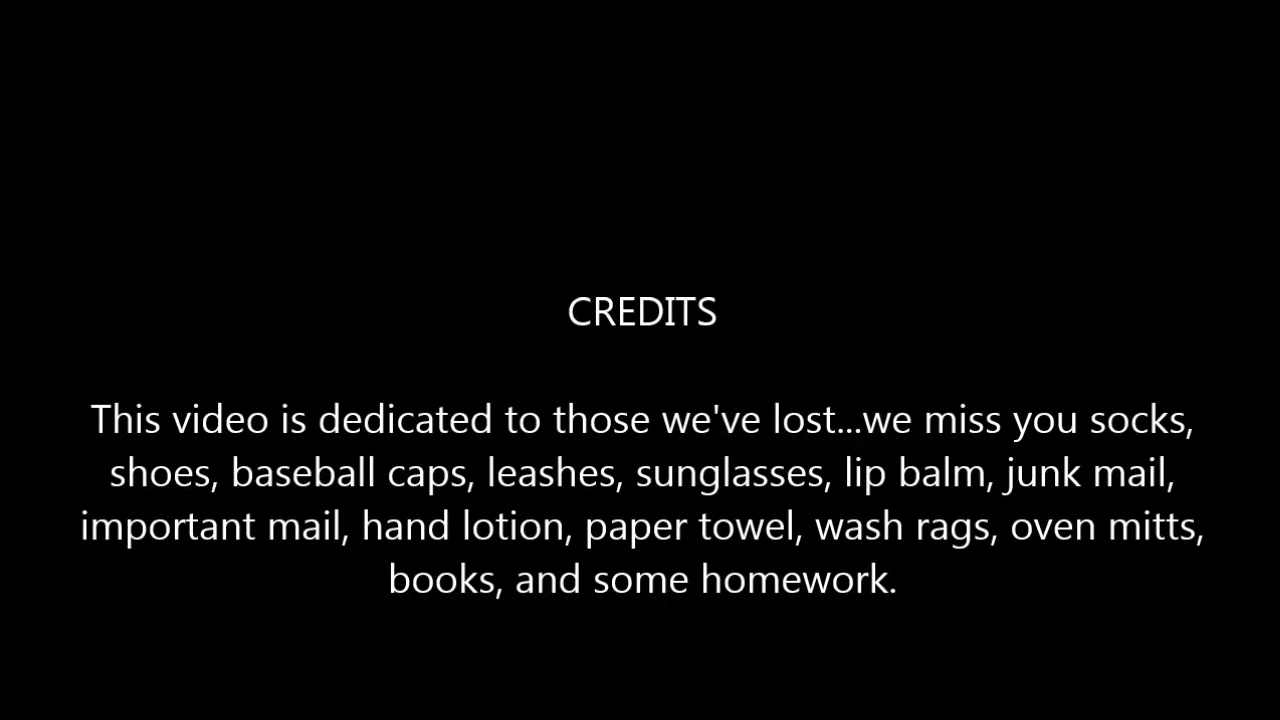 CREDITS
This video is dedicated to those we've lost...we miss you socks,
shoes, baseball caps, leashes, sunglasses, lip balm, junk mail,
important mail, hand lotion, paper towel, wash rags, oven mitts,
books, and some homework.